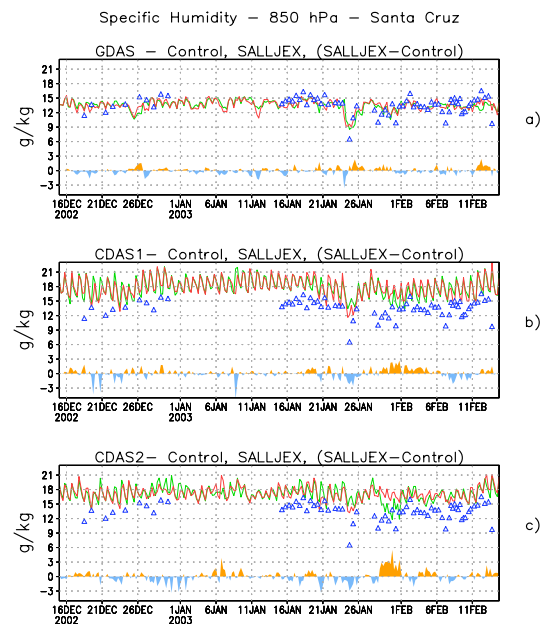 Specific Humidity – 850 hPa – Santa Cruz
GDAS – Control, SALLJEX, (SALLJEX–Control)
21
18
15
12
9
6
3
0
−3
g/kg
a)
16DEC 21DEC 26DEC 1JAN 6JAN 11JAN 16JAN 21JAN 26JAN 1FEB 6FEB 11FEB
2002 2003
CDAS1– Control, SALLJEX, (SALLJEX–Control)
21
18
15
12
9
6
3
0
−3
g/kg
b)
16DEC 21DEC 26DEC 1JAN 6JAN 11JAN 16JAN 21JAN 26JAN 1FEB 6FEB 11FEB
2002 2003
CDAS2– Control, SALLJEX, (SALLJEX–Control)
21
18
15
12
9
6
3
0
−3
g/kg
c)
16DEC 21DEC 26DEC 1JAN 6JAN 11JAN 16JAN 21JAN 26JAN 1FEB 6FEB 11FEB
2002 2003